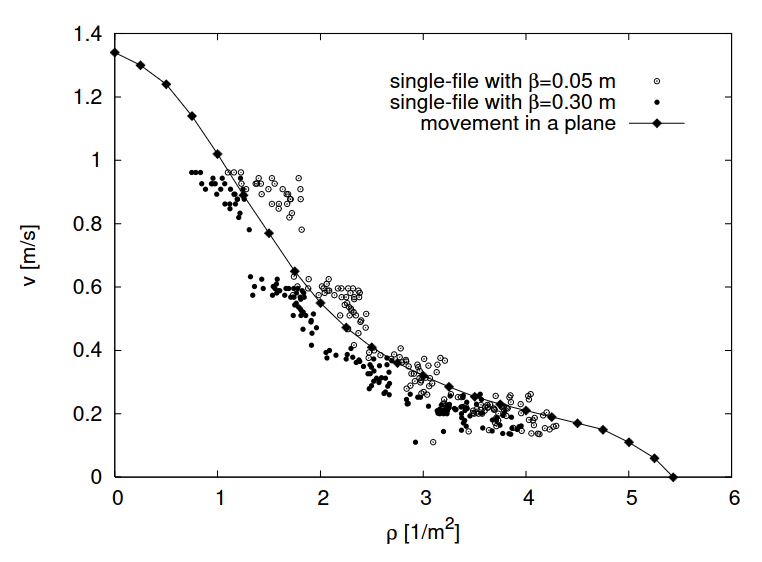 1.4
1.2
1
0.8
0.6
0.4
0.2
0
v [m/s]
single-file with β=0.05 m
single-file with β=0.30 m
movement in a plane
0 1 2 3 4 5 6
ρ [1/m²]